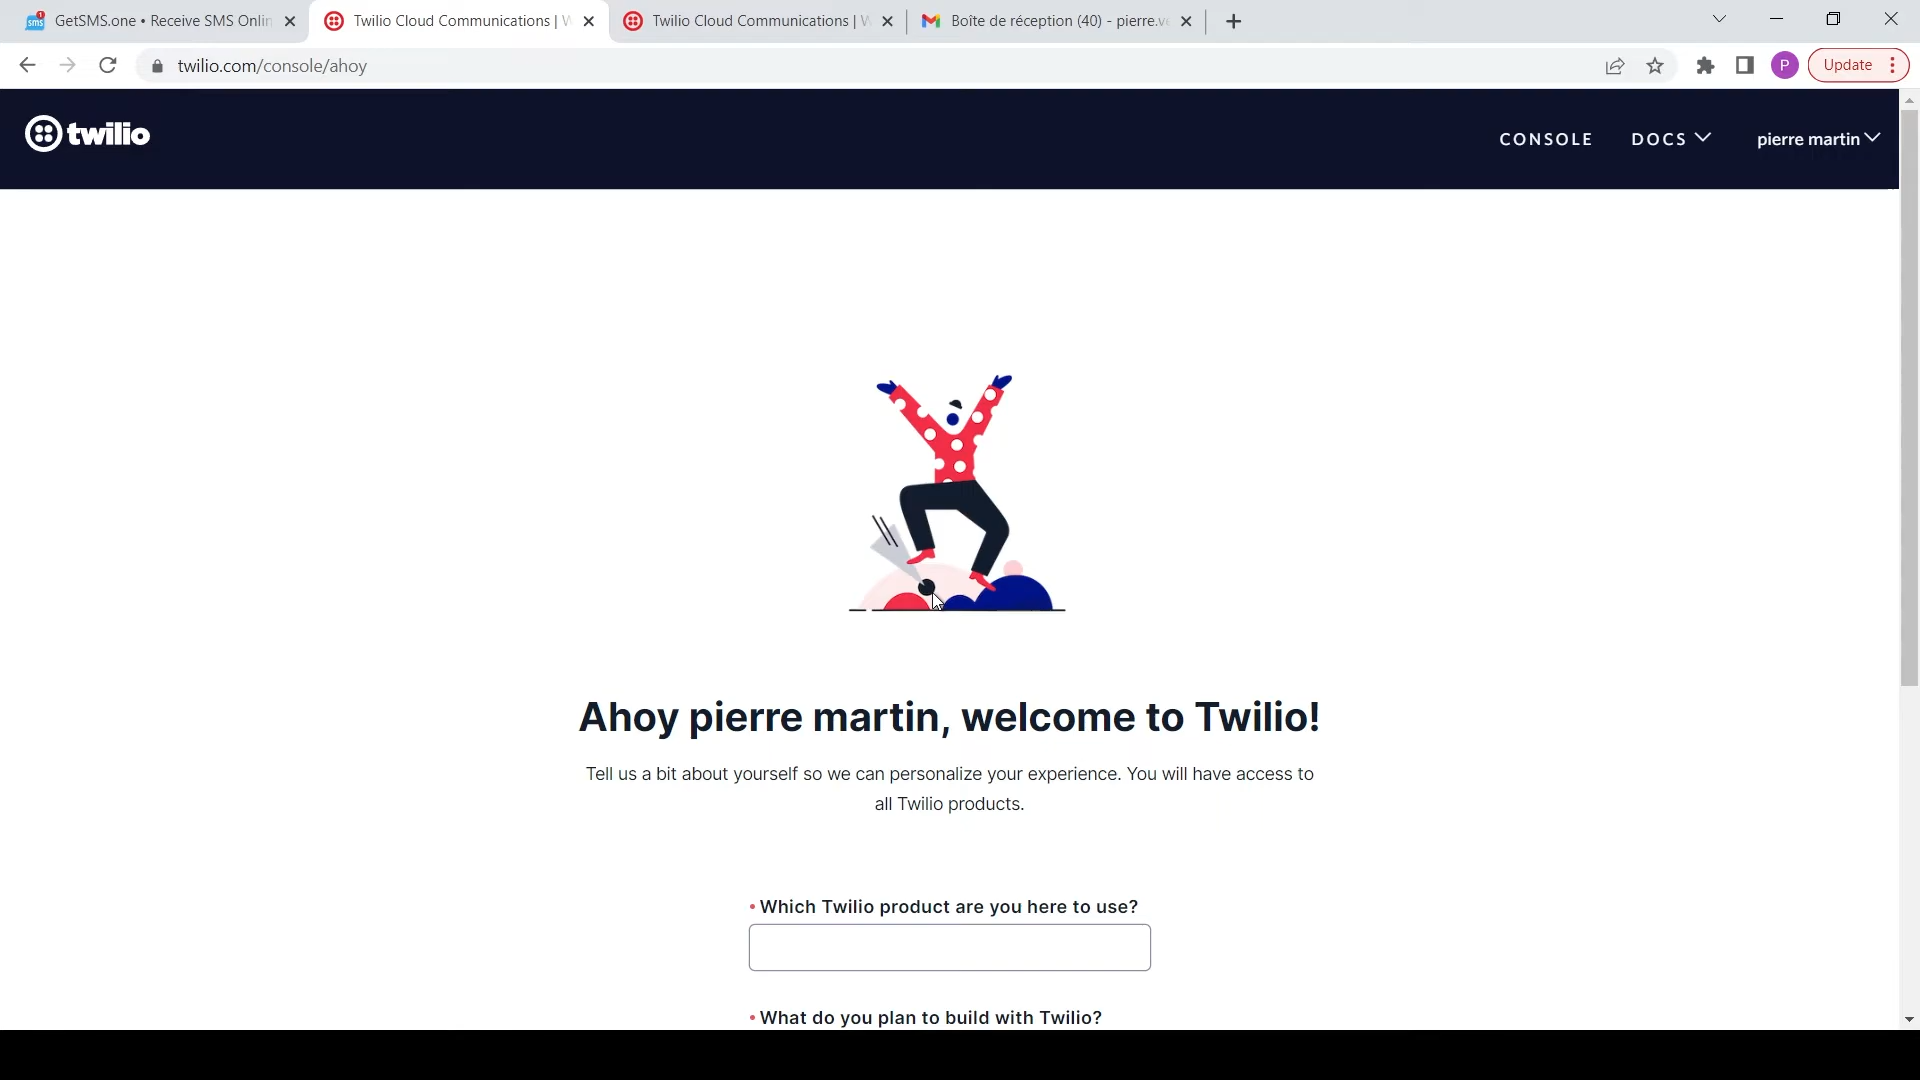 GetSMS.one • Receive SMS Onlin
Twilio Cloud Communications | W
Twilio Cloud Communications | W
Boîte de réception (40) - pierre.ve
twilio.com/console/ahoy
P
Update
twilio
CONSOLE
DOCS
pierre martin
Ahoy pierre martin, welcome to Twilio!
Tell us a bit about yourself so we can personalize your experience. You will have access to
all Twilio products.
• Which Twilio product are you here to use?
• What do you plan to build with Twilio?